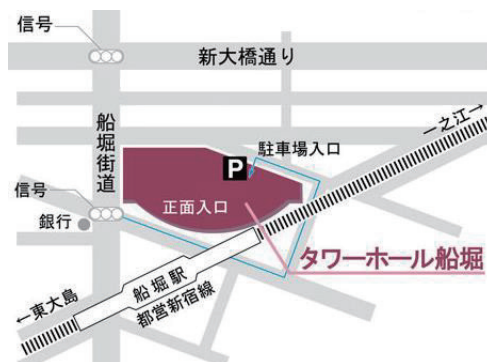 信号
新大橋通り
船堀街道
一之江→
駐車場入口
P
正面入口
信号
銀行
タワーホール船堀
船堀駅
都営新宿線
←東大島